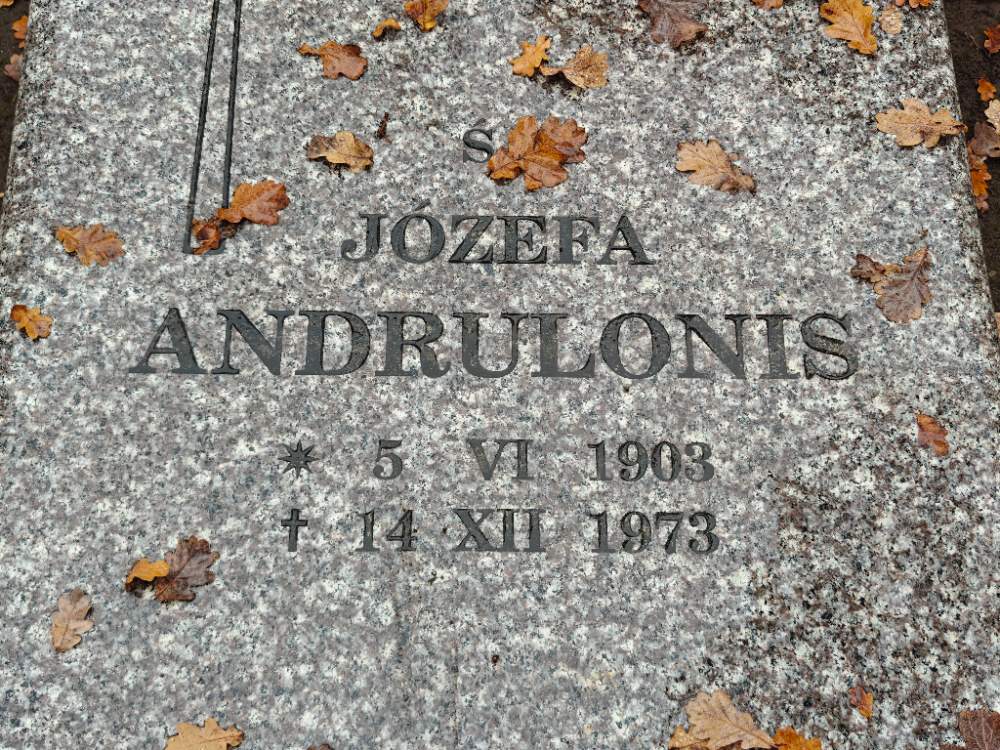 Ś
JÓZEFA
ANDRULONIS
* 5 VI 1903
† 14 XII 1973